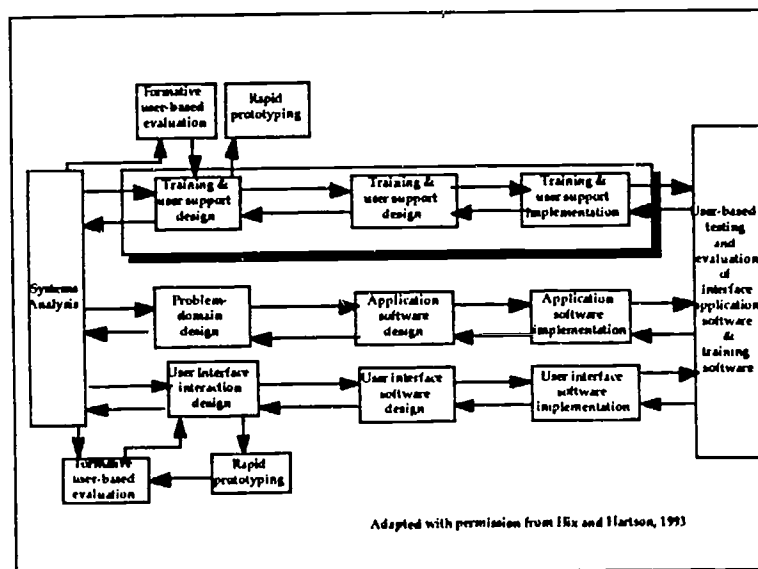 Formative
user-based
evaluation
Rapid
prototyping
Training &
user support
design
Training &
user support
design
Training &
user support
Implementation
Systems
Analysis
Problem-
domain
design
Application
software design
Application
software
implementation
User Interface
interaction
design
User interface
software
design
User interface
software
implementation
Formative
user-based
evaluation
Rapid
prototyping
User-based
testing
and
evaluation
of
interface
application
software
&
training
software
Adapted with permission from Hix and Hartson, 1993